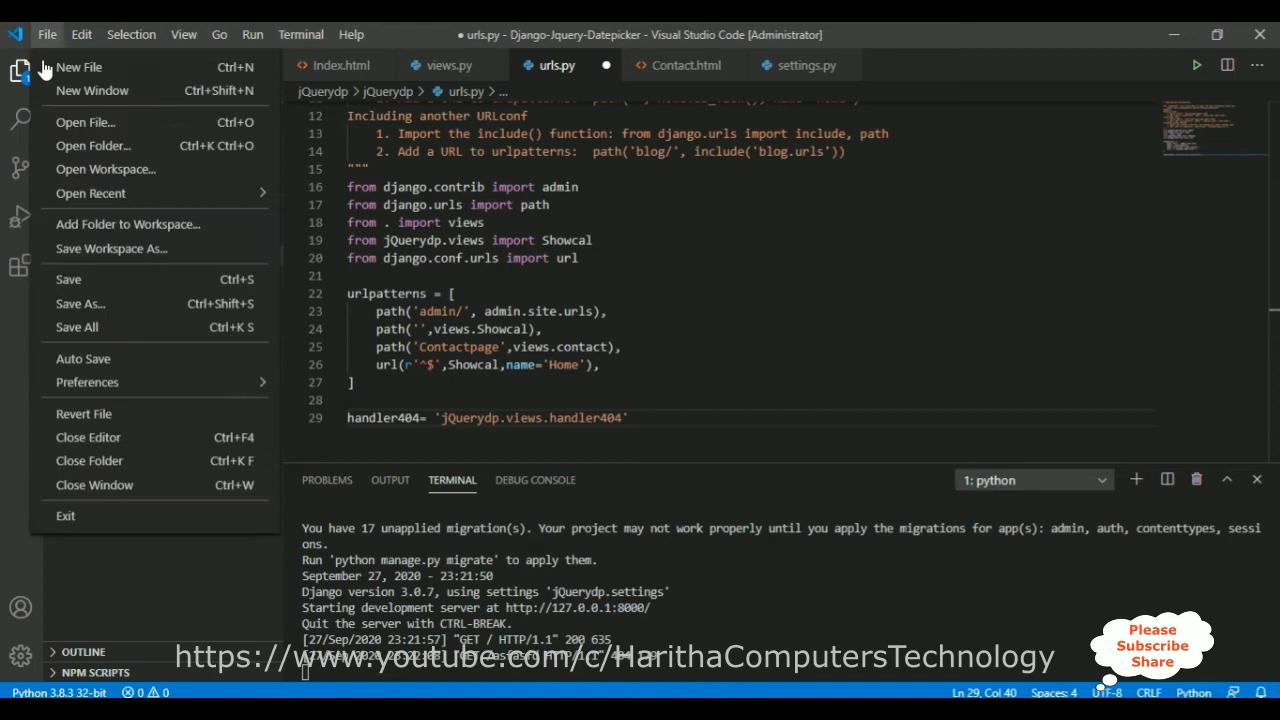 File Edit Selection View Go Run Terminal Help
● urls.py - Django-Jquery-Datepicker - Visual Studio Code [Administrator]
New File Ctrl+N
New Window Ctrl+Shift+N
Open File... Ctrl+O
Open Folder... Ctrl+K Ctrl+O
Open Workspace...
Open Recent
Add Folder to Workspace...
Save Workspace As...
Save Ctrl+S
Save As... Ctrl+Shift+S
Save All Ctrl+K S
Auto Save
Preferences
Revert File
Close Editor Ctrl+F4
Close Folder Ctrl+K F
Close Window Ctrl+W
Exit
1
Index.html views.py urls.py Contact.html settings.py
jQuerydp > jQuerydp > urls.py > ...
12 Including another URLconf
13 1. Import the include() function: from django.urls import include, path
14 2. Add a URL to urlpatterns: path('blog/', include('blog.urls'))
15 """
16 from django.contrib import admin
17 from django.urls import path
18 from . import views
19 from jQuerydp.views import Showcal
20 from django.conf.urls import url
21
22 urlpatterns = [
23 path('admin/', admin.site.urls),
24 path('',views.Showcal),
25 path('Contactpage',views.contact),
26 url(r'^$',Showcal,name='Home'),
27 ]
28
29 handler404= 'jQuerydp.views.handler404'
PROBLEMS OUTPUT TERMINAL DEBUG CONSOLE
1: python
You have 17 unapplied migration(s). Your project may not work properly until you apply the migrations for app(s): admin, auth, contenttypes, sessi
ons.
Run 'python manage.py migrate' to apply them.
September 27, 2020 - 23:21:50
Django version 3.0.7, using settings 'jQuerydp.settings'
Starting development server at http://127.0.0.1:8000/
Quit the server with CTRL-BREAK.
[27/Sep/2020 23:21:57] "GET / HTTP/1.1" 200 635
https://www.youtube.com/c/HarithaComputersTechnology
Please
Subscribe
Share
OUTLINE
NPM SCRIPTS
Python 3.8.3 32-bit 0 0
Ln 29, Col 40 Spaces: 4 UTF-8 CRLF Python